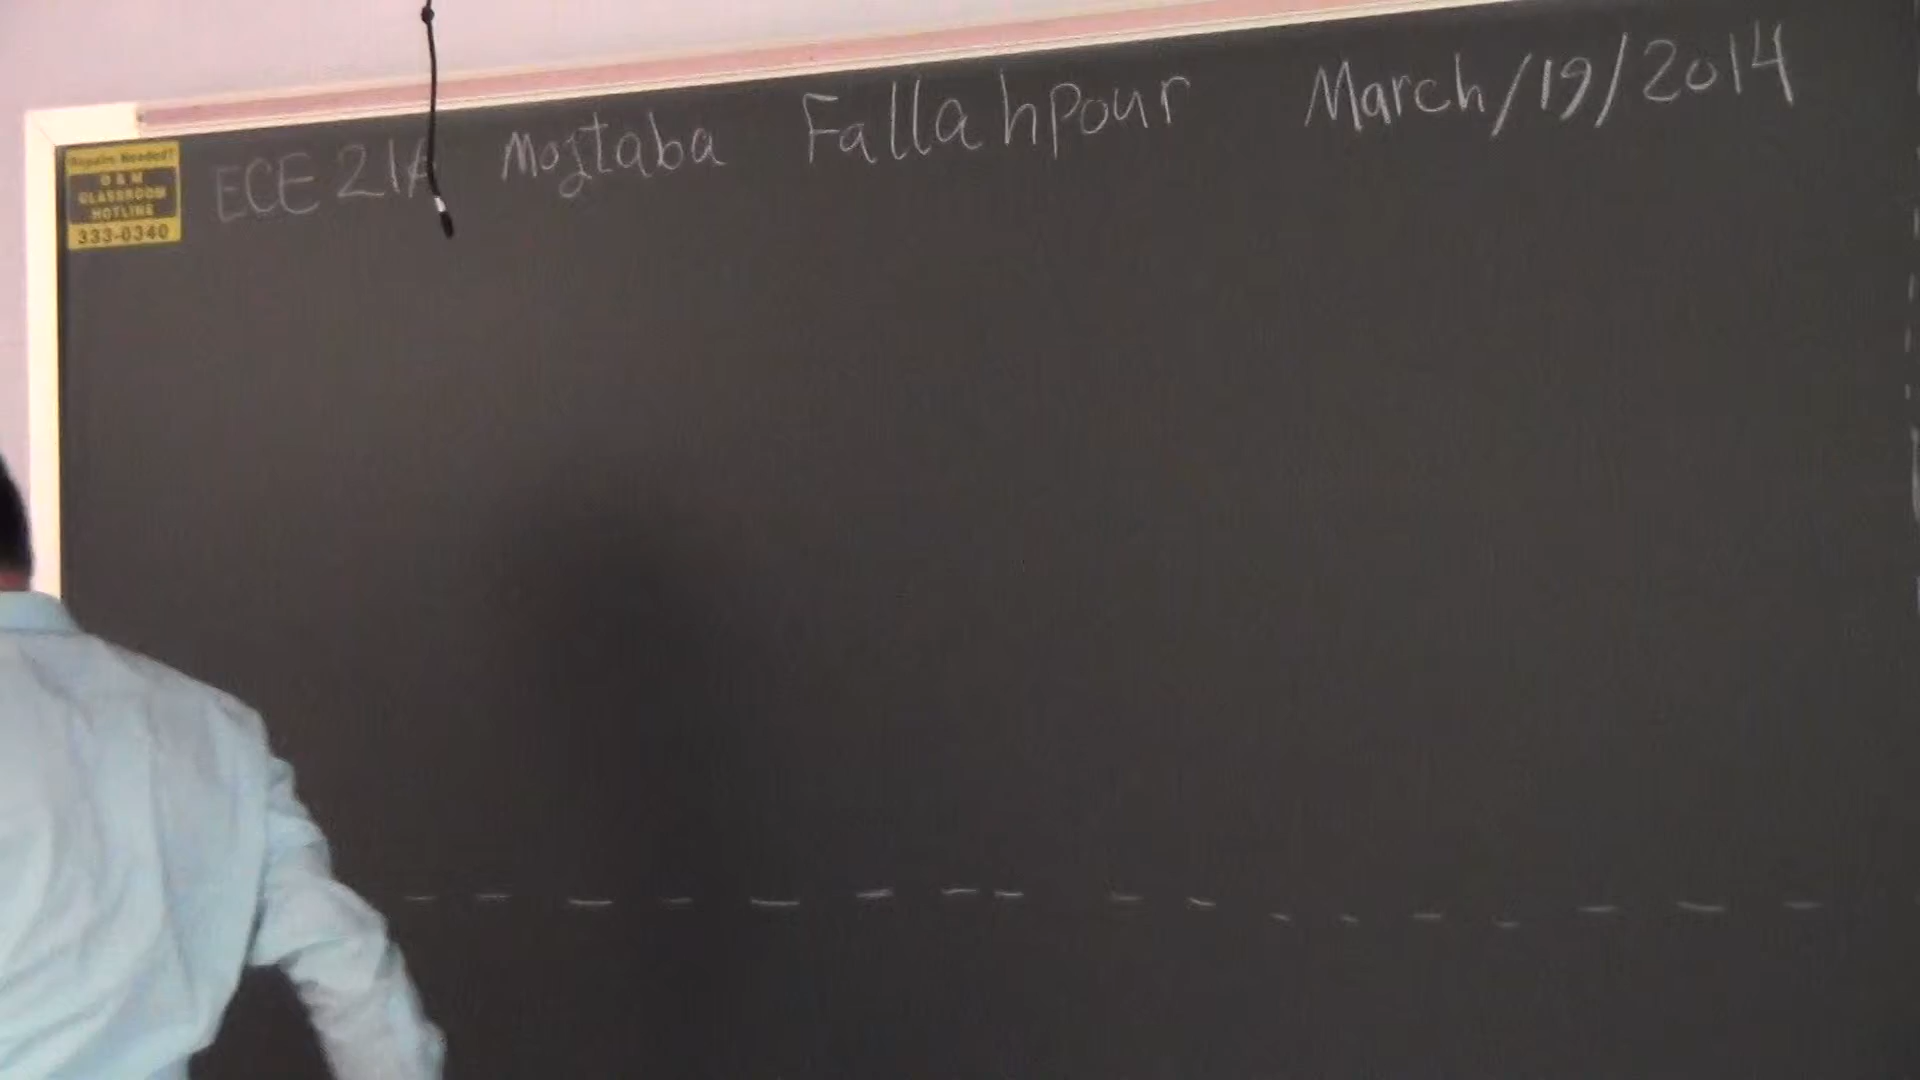 ECE 21A Mojtaba Fallahpour March/19/2014
Repairs Needed?
O & M
CLASSROOM
HOTLINE
333-0340